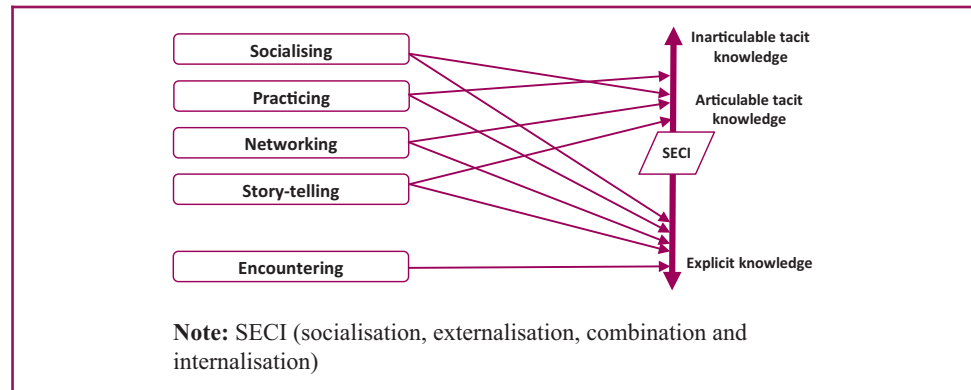 Socialising
Practicing
Networking
Story-telling
Encountering
Inarticulable tacit
knowledge
Articulable tacit
knowledge
SECI
Explicit knowledge
Note: SECI (socialisation, externalisation, combination and
internalisation)